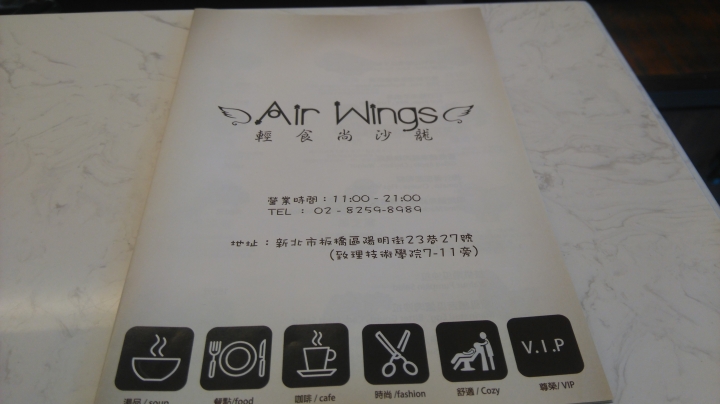 Air Wings
輕食尚沙龍
營業時間：11:00 - 21:00
TEL : 02 - 8259-8989
地址：新北市板橋區陽明街23巷27號
(致理技術學院7-11旁)
V.I.P
湯品 / soup
餐點/food
咖啡 / cafe
時尚 /fashion
舒適 / Cozy
尊榮/ VIP